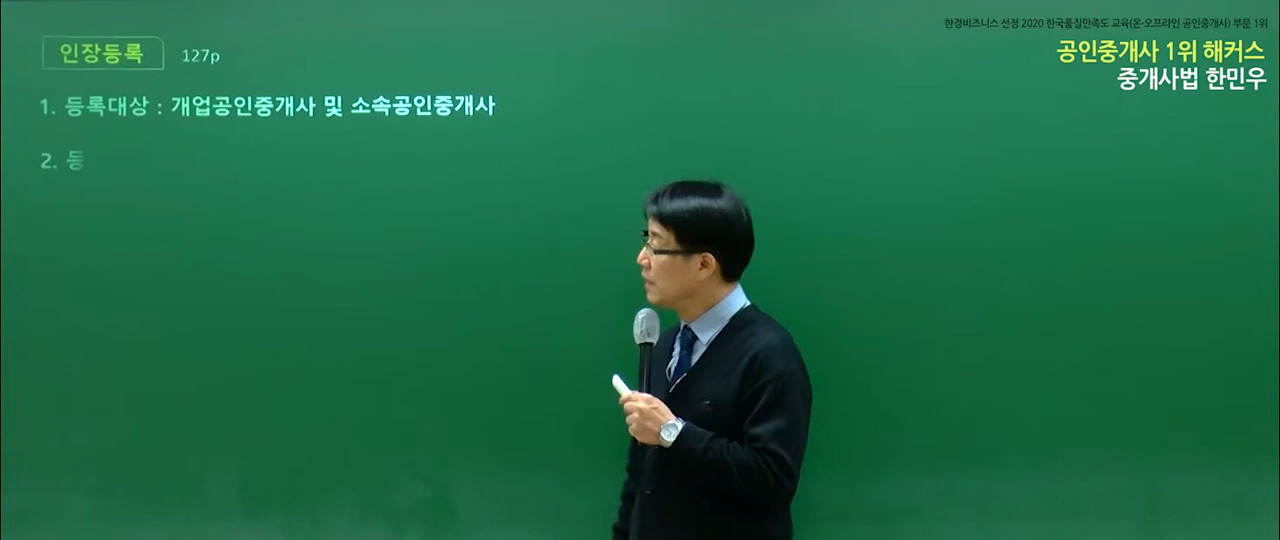 한경비즈니스 선정 2020 한국품질만족도 교육(온·오프라인 공인중개사) 부문 1위
공인중개사 1위 해커스
중개사법 한민우
인장등록 127p
1. 등록대상 : 개업공인중개사 및 소속공인중개사
2. 등